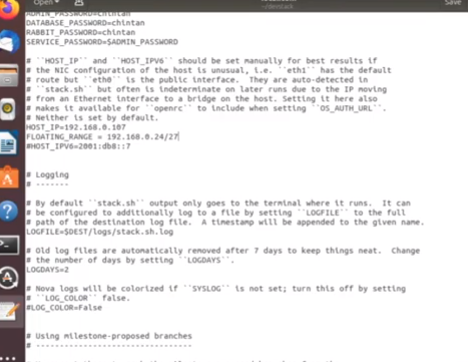 Open
Save
ADMIN_PASSWORD=chintan
DATABASE_PASSWORD=chintan
RABBIT_PASSWORD=chintan
SERVICE_PASSWORD=$ADMIN_PASSWORD
# ``HOST_IP`` and ``HOST_IPV6`` should be set manually for best results if
# the NIC configuration of the host is unusual, i.e. ``eth1`` has the default
# route but ``eth0`` is the public interface.  They are auto-detected in
# ``stack.sh`` but often is indeterminate on later runs due to the IP moving
# from an Ethernet interface to a bridge on the host. Setting it here also
# makes it available for ``openrc`` to include when setting ``OS_AUTH_URL``.
# Neither is set by default.
HOST_IP=192.168.0.107
FLOATING_RANGE = 192.168.0.24/27
#HOST_IPV6=2001:db8::7
# Logging
# -------
# By default ``stack.sh`` output only goes to the terminal where it runs.  It can
# be configured to additionally log to a file by setting ``LOGFILE`` to the full
# path of the destination log file.  A timestamp will be appended to the given name.
LOGFILE=$DEST/logs/stack.sh.log
# Old log files are automatically removed after 7 days to keep things neat.  Change
# the number of days by setting ``LOGDAYS``.
LOGDAYS=2
# Nova logs will be colorized if ``SYSLOG`` is not set; turn this off by setting
# ``LOG_COLOR`` false.
#LOG_COLOR=False
# Using milestone-proposed branches
# ---------------------------------